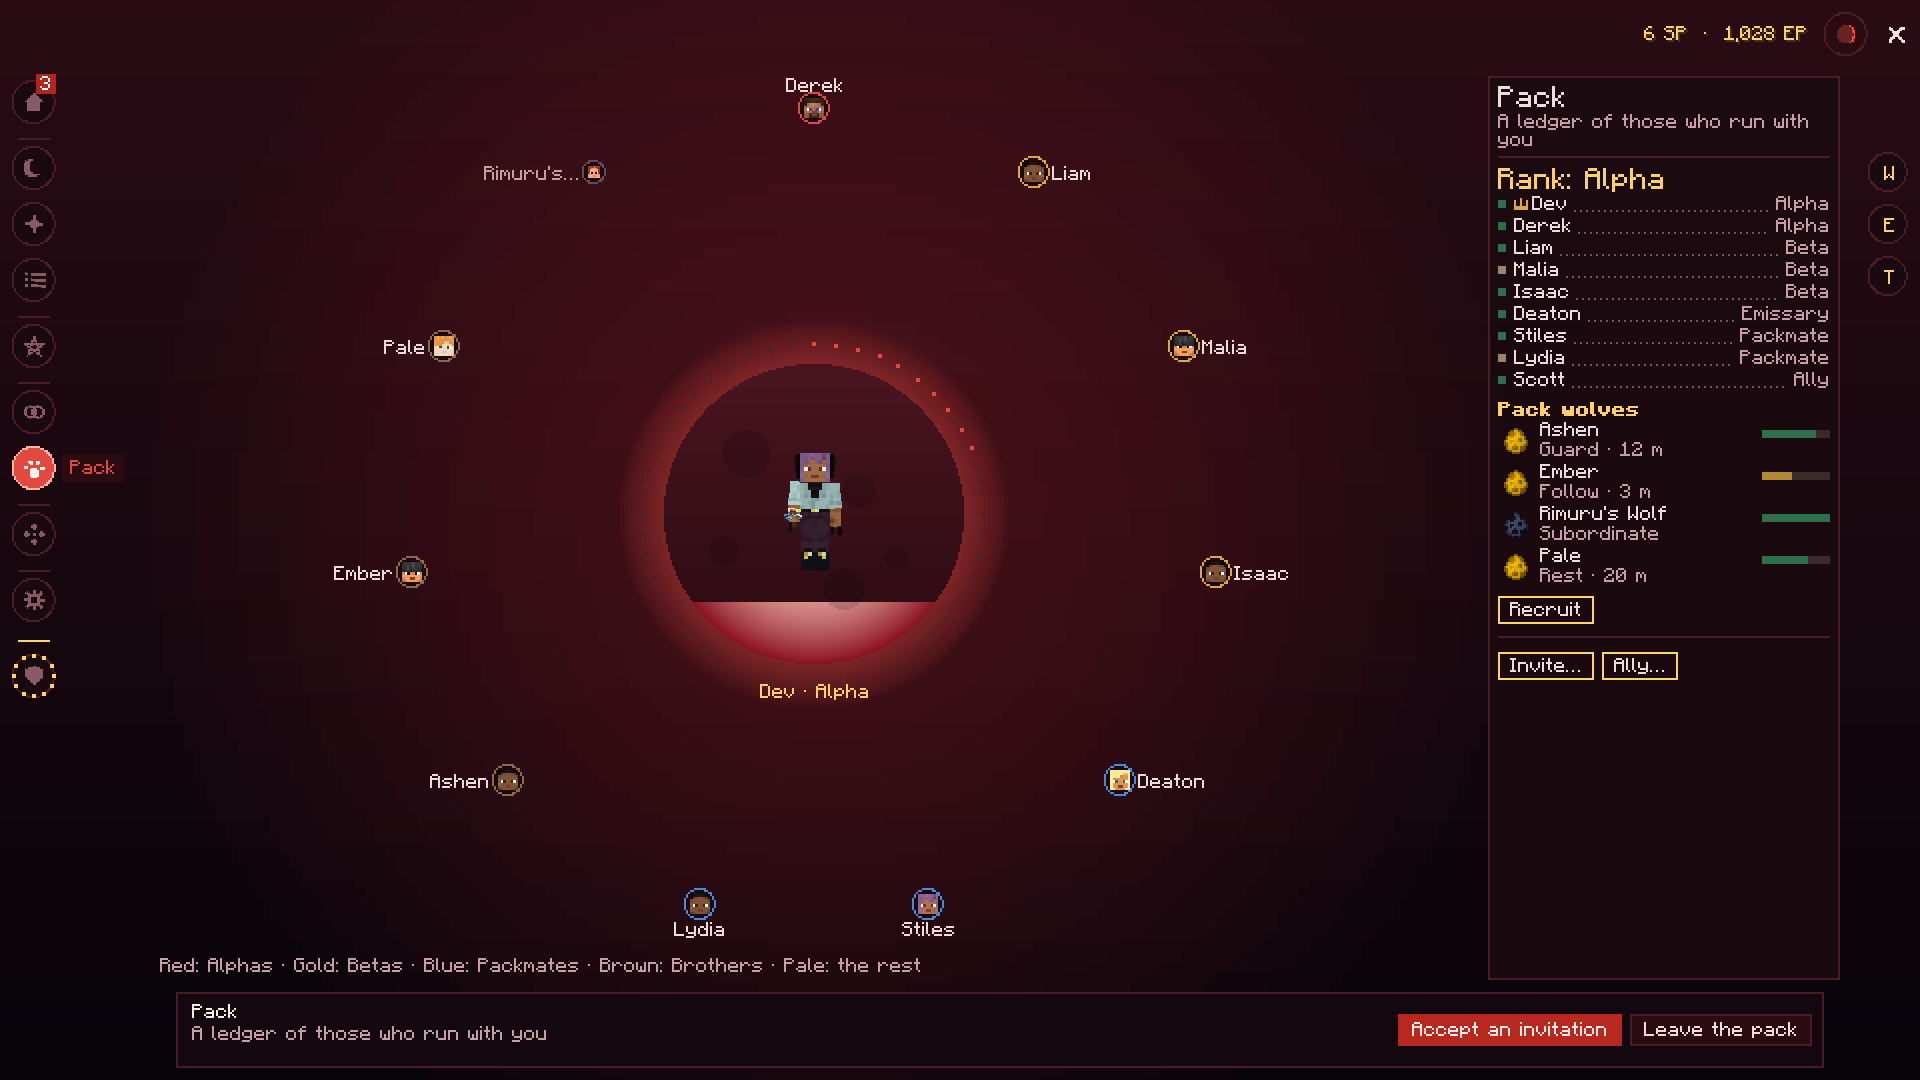 6 SP · 1,028 EP
3
Derek
Rimuru's...
Liam
Pale
Malia
Pack
Ember
Isaac
Dev · Alpha
Ashen
Deaton
Lydia
Stiles
Red: Alphas · Gold: Betas · Blue: Packmates · Brown: Brothers · Pale: the rest
Pack
A ledger of those who run with
you
Rank: Alpha
Dev Alpha
Derek Alpha
Liam Beta
Malia Beta
Isaac Beta
Deaton Emissary
Stiles Packmate
Lydia Packmate
Scott Ally
Pack wolves
Ashen
Guard · 12 m
Ember
Follow · 3 m
Rimuru's Wolf
Subordinate
Pale
Rest · 20 m
Recruit
Invite... Ally...
W
E
T
Pack
A ledger of those who run with you
Accept an invitation
Leave the pack